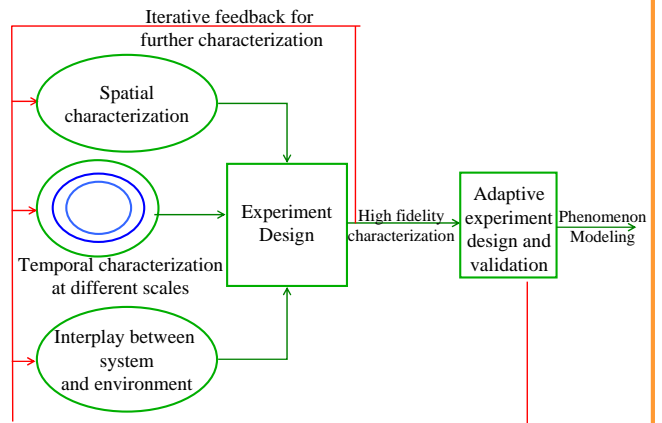 Iterative feedback for
further characterization
Spatial
characterization
Temporal characterization
at different scales
Interplay between
system
and environment
Experiment
Design
High fidelity
characterization
Adaptive
experiment
design and
validation
Phenomenon
Modeling